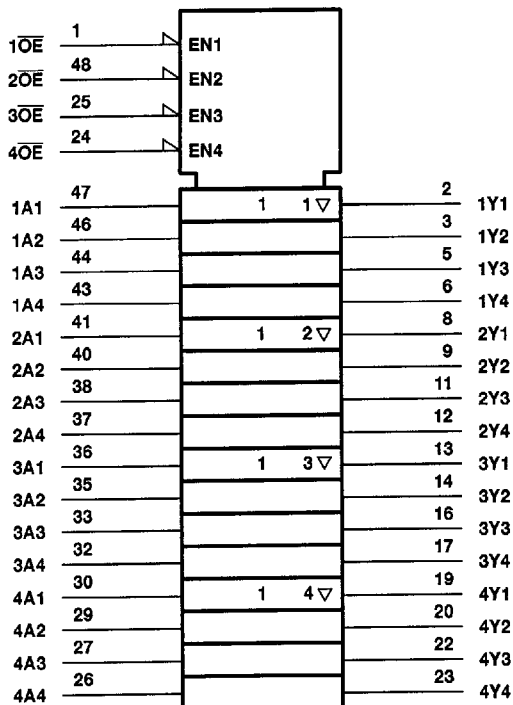 1O̅E̅ 1 EN1
2O̅E̅ 48 EN2
3O̅E̅ 25 EN3
4O̅E̅ 24 EN4
1A1 47 1 1 ▽ 2 1Y1
1A2 46 3 1Y2
1A3 44 5 1Y3
1A4 43 6 1Y4
2A1 41 1 2 ▽ 8 2Y1
2A2 40 9 2Y2
2A3 38 11 2Y3
2A4 37 12 2Y4
3A1 36 1 3 ▽ 13 3Y1
3A2 35 14 3Y2
3A3 33 16 3Y3
3A4 32 17 3Y4
4A1 30 1 4 ▽ 19 4Y1
4A2 29 20 4Y2
4A3 27 22 4Y3
4A4 26 23 4Y4